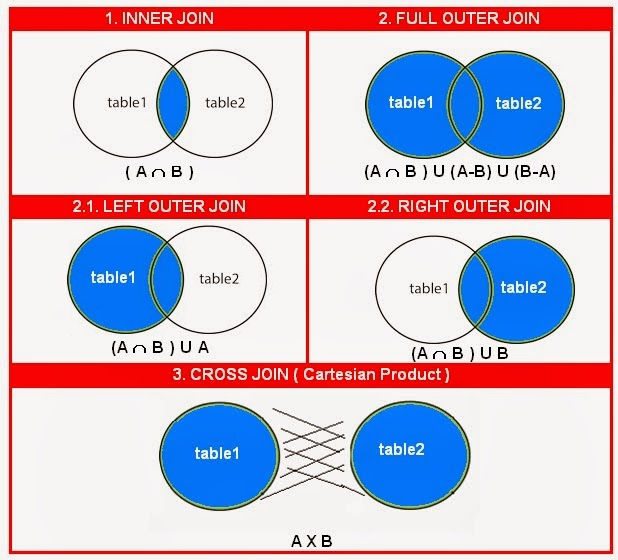 1. INNER JOIN
2. FULL OUTER JOIN
table1
table2
table1
table2
( A ∩ B )
(A ∩ B ) U (A-B) U (B-A)
2.1. LEFT OUTER JOIN
2.2. RIGHT OUTER JOIN
table1
table2
table1
table2
(A ∩ B ) U A
(A ∩ B ) U B
3. CROSS JOIN ( Cartesian Product )
table1
table2
A X B